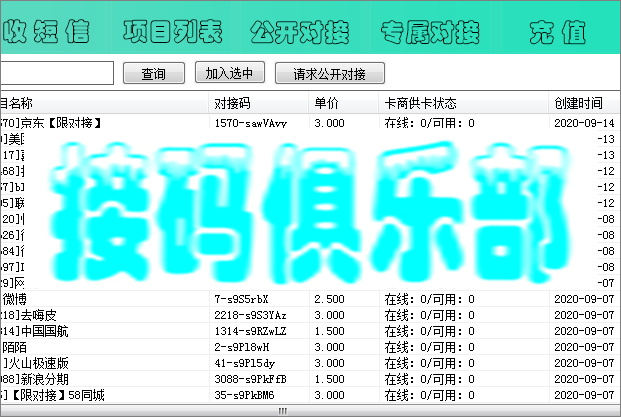 收短信 项目列表 公开对接 专属对接 充值
查询 加入选中 请求公开对接
目名称 对接码 单价 卡商供卡状态 创建时间
570]京东【限对接】 1570-sawVAvv 3.000 在线: 0/可用: 0 2020-09-14
]美团 -13
17] -13
68] -12
57] -12
05]联 -12
20] -08
26] -08
84] -08
97] -08
29]网 -07
接码俱乐部
微博 7-s9S5rbX 2.500 在线: 0/可用: 0 2020-09-07
218]去嗨皮 2218-s9S3YAz 3.000 在线: 0/可用: 0 2020-09-07
314]中国国航 1314-s9RZwLZ 1.500 在线: 0/可用: 0 2020-09-07
陌陌 2-s9Pl8wH 3.000 在线: 0/可用: 0 2020-09-07
]火山极速版 41-s9Pl5dy 3.000 在线: 0/可用: 0 2020-09-07
088]新浪分期 3088-s9PkFfB 1.500 在线: 0/可用: 0 2020-09-07
]【限对接】58同城 35-s9PkBM6 3.000 在线: 0/可用: 0 2020-09-07